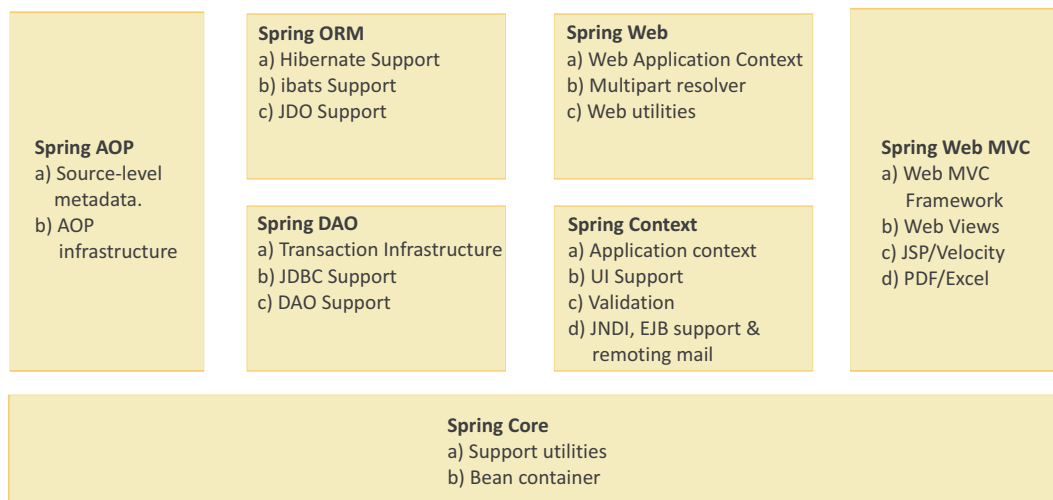 Spring ORM
a) Hibernate Support
b) ibats Support
c) JDO Support
Spring Web
a) Web Application Context
b) Multipart resolver
c) Web utilities
Spring AOP
a) Source-level
metadata.
b) AOP
infrastructure
Spring Web MVC
a) Web MVC
Framework
b) Web Views
c) JSP/Velocity
d) PDF/Excel
Spring DAO
a) Transaction Infrastructure
b) JDBC Support
c) DAO Support
Spring Context
a) Application context
b) UI Support
c) Validation
d) JNDI, EJB support &
remoting mail
Spring Core
a) Support utilities
b) Bean container